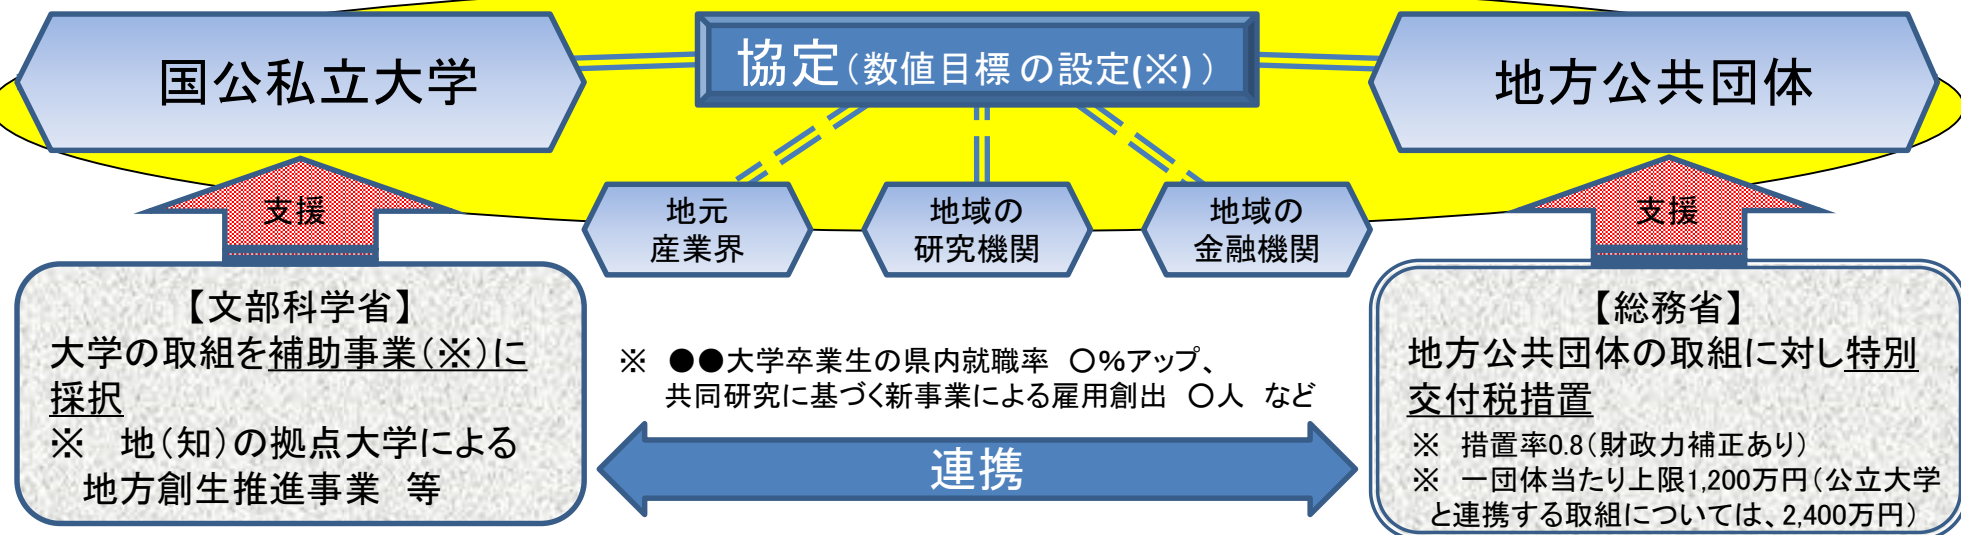 国公私立大学
協定（数値目標 の設定(※) ）
地方公共団体
支援
地元
産業界
地域の
研究機関
地域の
金融機関
支援
【文部科学省】
大学の取組を補助事業（※）に
採択
※　地（知）の拠点大学による
地方創生推進事業　等
※　●●大学卒業生の県内就職率　○%アップ、
共同研究に基づく新事業による雇用創出　○人　など
連携
【総務省】
地方公共団体の取組に対し特別
交付税措置
※　措置率0.8（財政力補正あり）
※　一団体当たり上限1,200万円（公立大学
と連携する取組については、2,400万円）